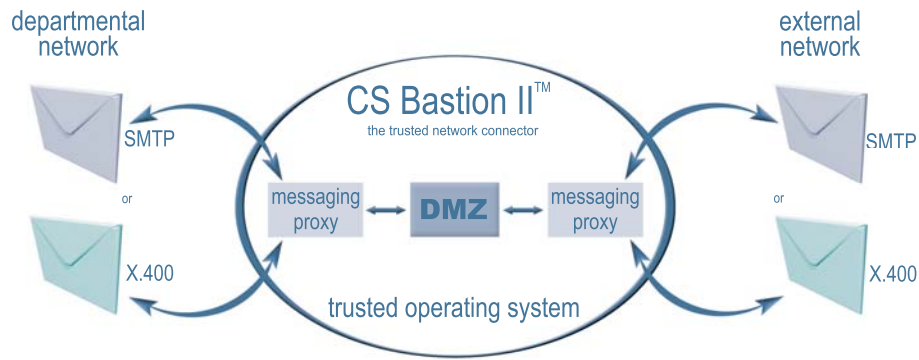 departmental
network
SMTP
or
X.400
CS Bastion II™
the trusted network connector
messaging
proxy
DMZ
messaging
proxy
trusted operating system
external
network
SMTP
or
X.400